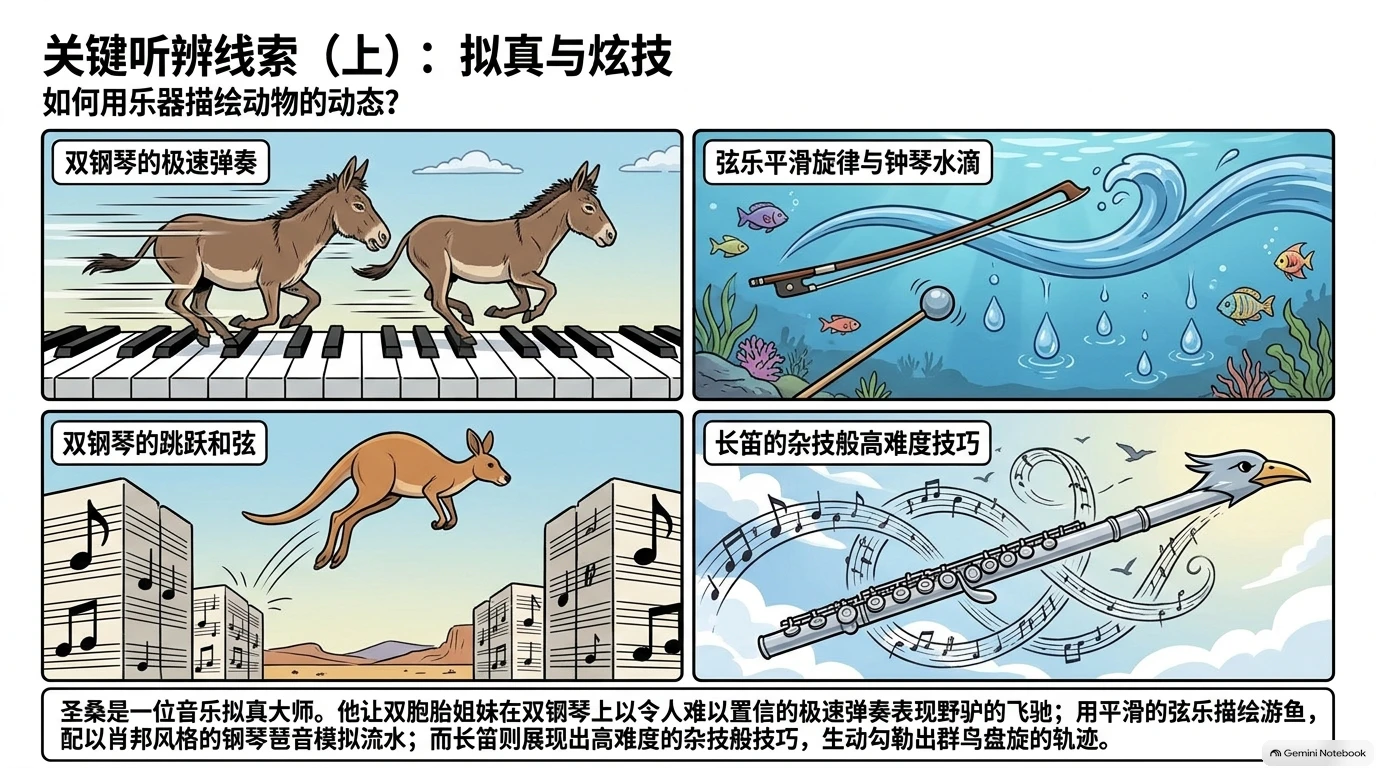 关键听辨线索（上）：拟真与炫技
如何用乐器描绘动物的动态？
双钢琴的极速弹奏
弦乐平滑旋律与钟琴水滴
双钢琴的跳跃和弦
长笛的杂技般高难度技巧
圣桑是一位音乐拟真大师。他让双胞胎姐妹在双钢琴上以令人难以置信的极速弹奏表现野驴的飞驰；用平滑的弦乐描绘游鱼，
配以肖邦风格的钢琴琶音模拟流水；而长笛则展现出高难度的杂技般技巧，生动勾勒出群鸟盘旋的轨迹。
Gemini Notebook